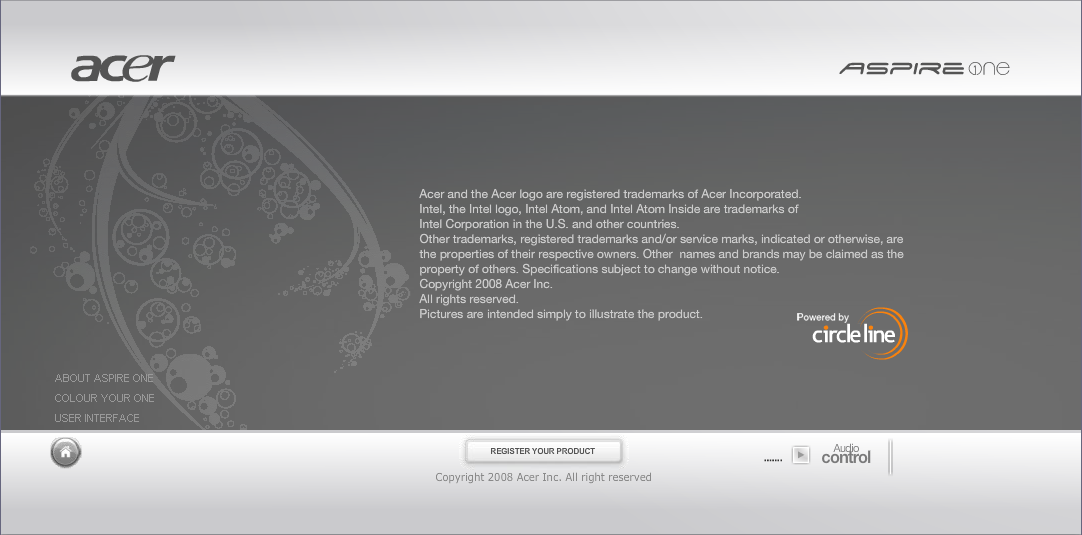 acer
ASPIRE one
Acer and the Acer logo are registered trademarks of Acer Incorporated.
Intel, the Intel logo, Intel Atom, and Intel Atom Inside are trademarks of
Intel Corporation in the U.S. and other countries.
Other trademarks, registered trademarks and/or service marks, indicated or otherwise, are
the properties of their respective owners. Other names and brands may be claimed as the
property of others. Specifications subject to change without notice.
Copyright 2008 Acer Inc.
All rights reserved.
Pictures are intended simply to illustrate the product.
Powered by
circle line
ABOUT ASPIRE ONE
COLOUR YOUR ONE
USER INTERFACE
REGISTER YOUR PRODUCT
Audio
control
Copyright 2008 Acer Inc. All right reserved